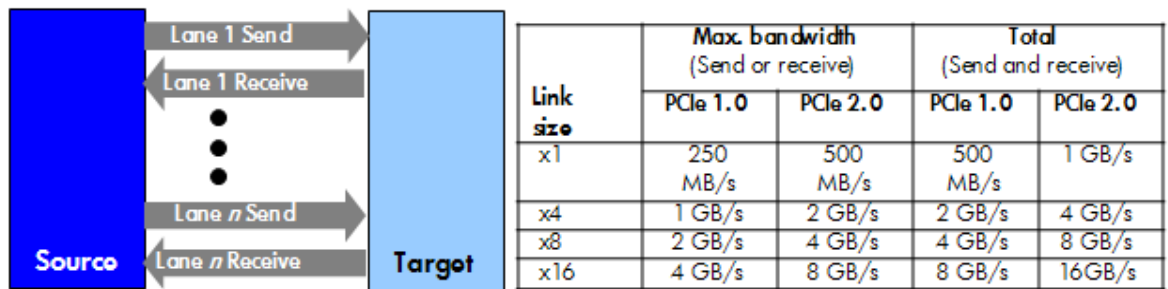 Lane 1 Send
Lane 1 Receive
Lane n Send
Lane n Receive
Source
Target
Max. bandwidth Total
(Send or receive) (Send and receive)
Link size PCIe 1.0 PCIe 2.0 PCIe 1.0 PCIe 2.0
x1 250 MB/s 500 MB/s 500 MB/s 1 GB/s
x4 1 GB/s 2 GB/s 2 GB/s 4 GB/s
x8 2 GB/s 4 GB/s 4 GB/s 8 GB/s
x16 4 GB/s 8 GB/s 8 GB/s 16GB/s